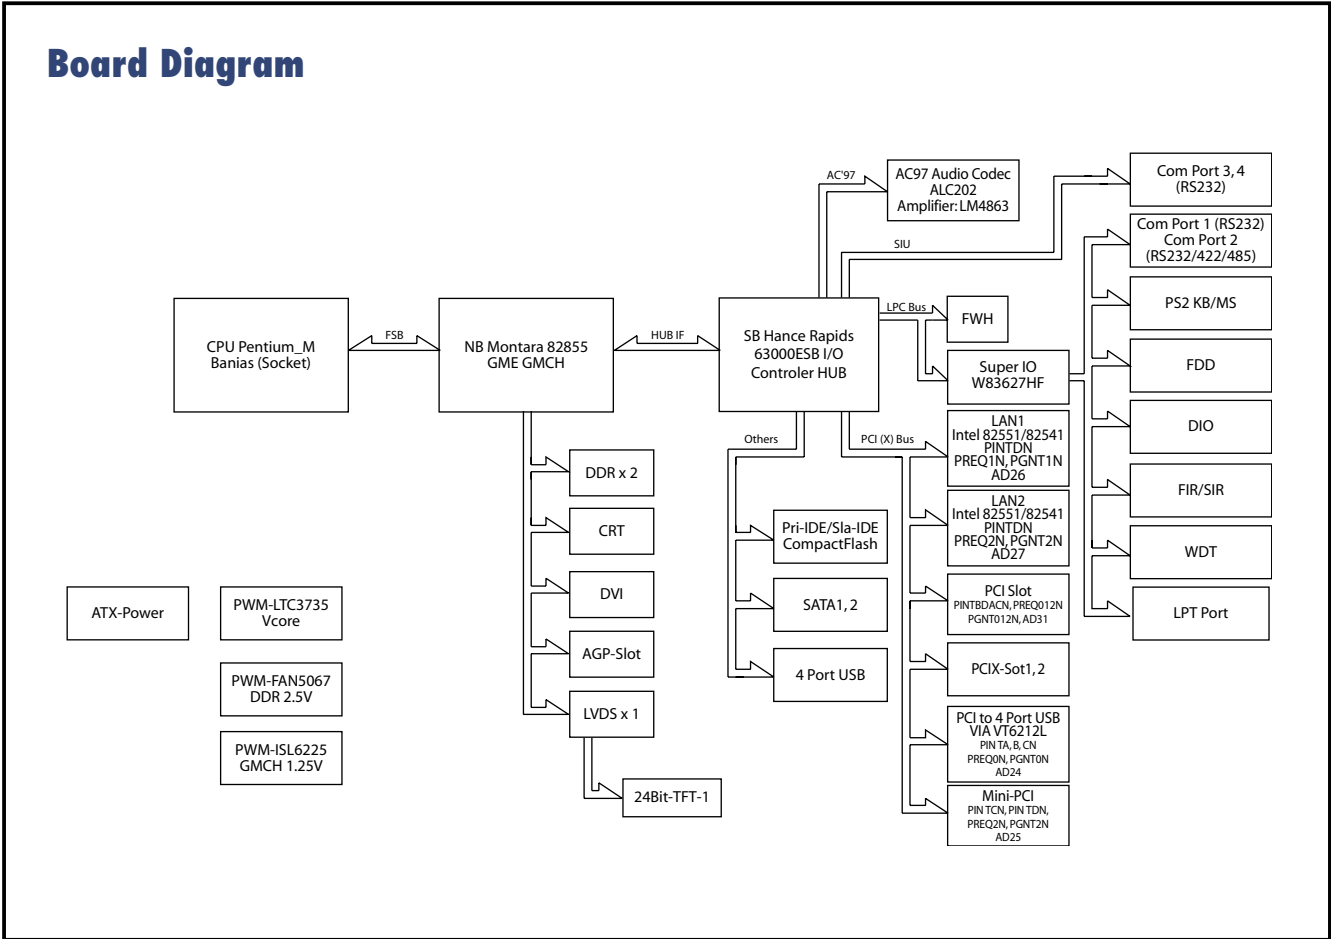 Board Diagram
AC'97
AC97 Audio Codec
ALC202
Amplifier: LM4863
Com Port 3, 4
(RS232)
SIU
Com Port 1 (RS232)
Com Port 2
(RS232/422/485)
CPU Pentium_M
Banias (Socket)
FSB
NB Montara 82855
GME GMCH
HUB IF
SB Hance Rapids
63000ESB I/O
Controler HUB
LPC Bus
FWH
PS2 KB/MS
Super IO
W83627HF
FDD
DIO
FIR/SIR
WDT
LPT Port
Others
PCI (X) Bus
LAN1
Intel 82551/82541
PINTDN
PREQ1N, PGNT1N
AD26
LAN2
Intel 82551/82541
PINTDN
PREQ2N, PGNT2N
AD27
PCI Slot
PINTBDACN, PREQ012N
PGNT012N, AD31
PCIX-Sot1, 2
PCI to 4 Port USB
VIA VT6212L
PIN TA, B, CN
PREQ0N, PGNT0N
AD24
Mini-PCI
PIN TCN, PIN TDN,
PREQ2N, PGNT2N
AD25
DDR x 2
CRT
DVI
AGP-Slot
LVDS x 1
24Bit-TFT-1
Pri-IDE/Sla-IDE
CompactFlash
SATA1, 2
4 Port USB
ATX-Power
PWM-LTC3735
Vcore
PWM-FAN5067
DDR 2.5V
PWM-ISL6225
GMCH 1.25V